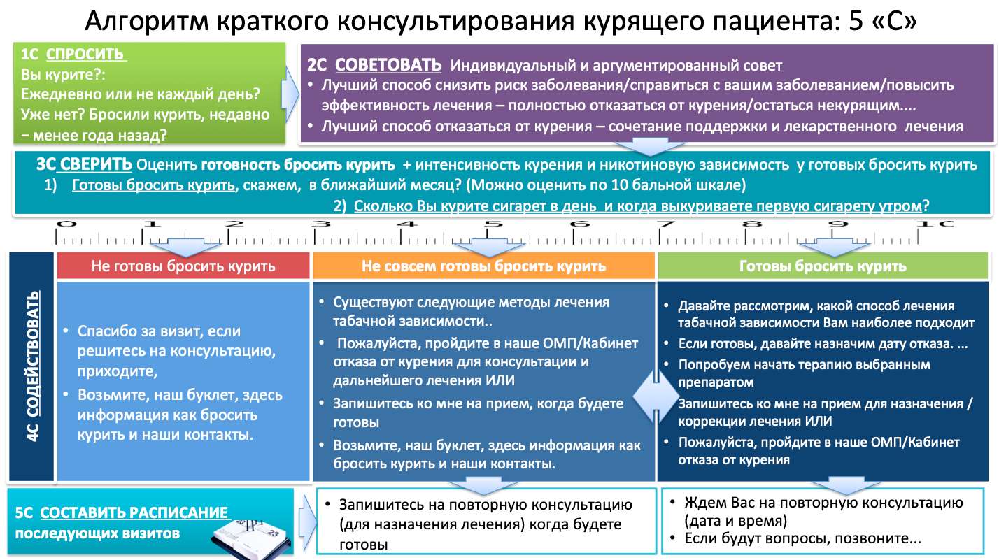 Алгоритм краткого консультирования курящего пациента: 5 «С»
1С СПРОСИТЬ
Вы курите?:
Ежедневно или не каждый день?
Уже нет? Бросили курить, недавно
– менее года назад?
2С СОВЕТОВАТЬ Индивидуальный и аргументированный совет
• Лучший способ снизить риск заболевания/справиться с вашим заболеванием/повысить
эффективность лечения – полностью отказаться от курения/остаться некурящим....
• Лучший способ отказаться от курения – сочетание поддержки и лекарственного лечения
3С СВЕРИТЬ Оценить готовность бросить курить + интенсивность курения и никотиновую зависимость у готовых бросить курить
1) Готовы бросить курить, скажем, в ближайший месяц? (Можно оценить по 10 бальной шкале)
2) Сколько Вы курите сигарет в день и когда выкуриваете первую сигарету утром?
0 1 2 3 4 5 6 7 8 9 10
4С СОДЕЙСТВОВАТЬ
Не готовы бросить курить
• Спасибо за визит, если
решитесь на консультацию,
приходите,
• Возьмите, наш буклет, здесь
информация как бросить
курить и наши контакты.
Не совсем готовы бросить курить
• Существуют следующие методы лечения
табачной зависимости..
• Пожалуйста, пройдите в наше ОМП/Кабинет
отказа от курения для консультации и
дальнейшего лечения ИЛИ
• Запишитесь ко мне на прием, когда будете
готовы
• Возьмите, наш буклет, здесь информация как
бросить курить и наши контакты.
Готовы бросить курить
• Давайте рассмотрим, какой способ лечения
табачной зависимости Вам наиболее подходит
• Если готовы, давайте назначим дату отказа. ...
• Попробуем начать терапию выбранным
препаратом
Запишитесь ко мне на прием для назначения /
коррекции лечения ИЛИ
• Пожалуйста, пройдите в наше ОМП/Кабинет
отказа от курения
5С СОСТАВИТЬ РАСПИСАНИЕ
последующих визитов
23
23
• Запишитесь на повторную консультацию
(для назначения лечения) когда будете
готовы
• Ждем Вас на повторную консультацию
(дата и время)
• Если будут вопросы, позвоните...